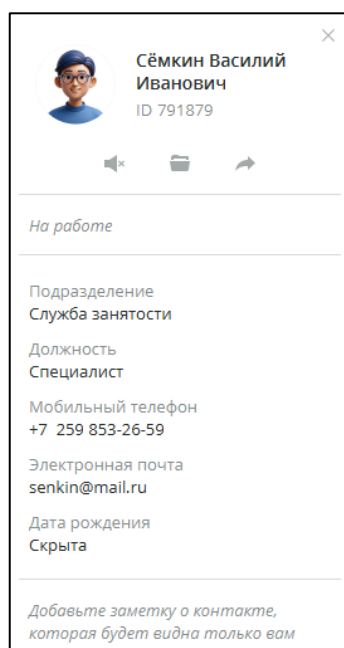 Сёмкин Василий
Иванович
ID 791879
На работе
Подразделение
Служба занятости
Должность
Специалист
Мобильный телефон
+7 259 853-26-59
Электронная почта
senkin@mail.ru
Дата рождения
Скрыта
Добавьте заметку о контакте,
которая будет видна только вам